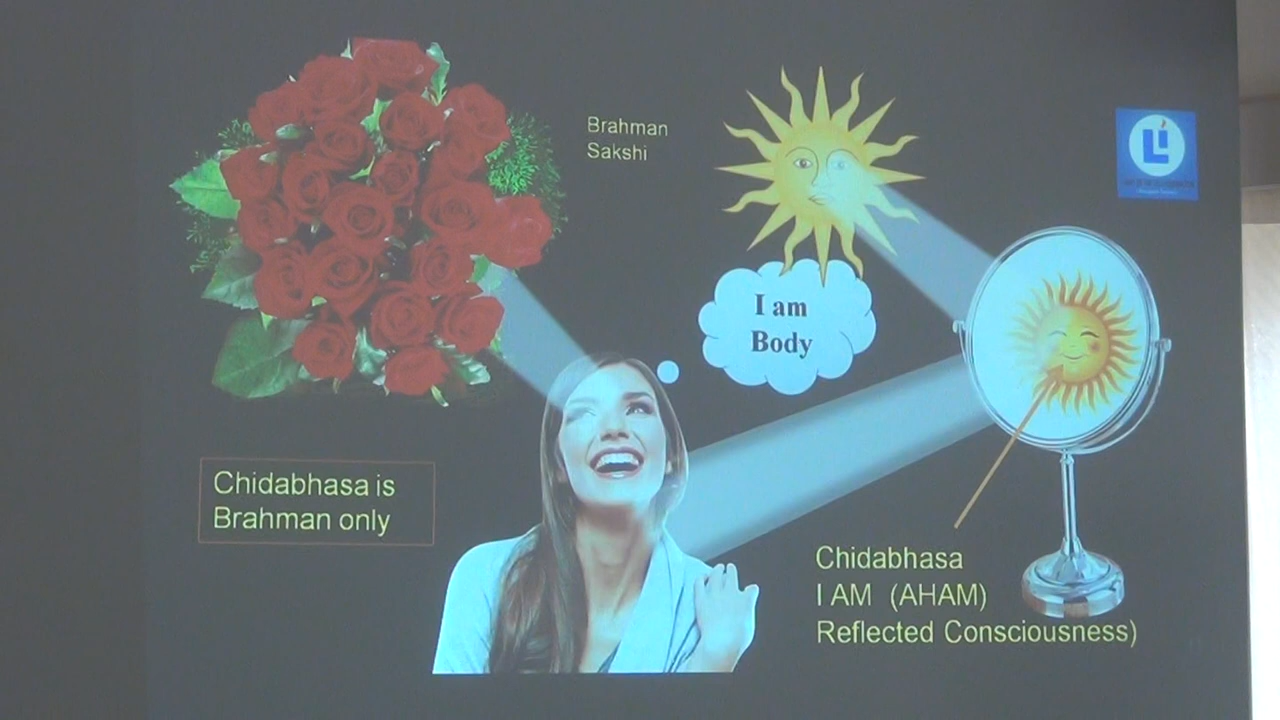 Brahman
Sakshi
I am
Body
Chidabhasa is
Brahman only
Chidabhasa
I AM (AHAM)
Reflected Consciousness)